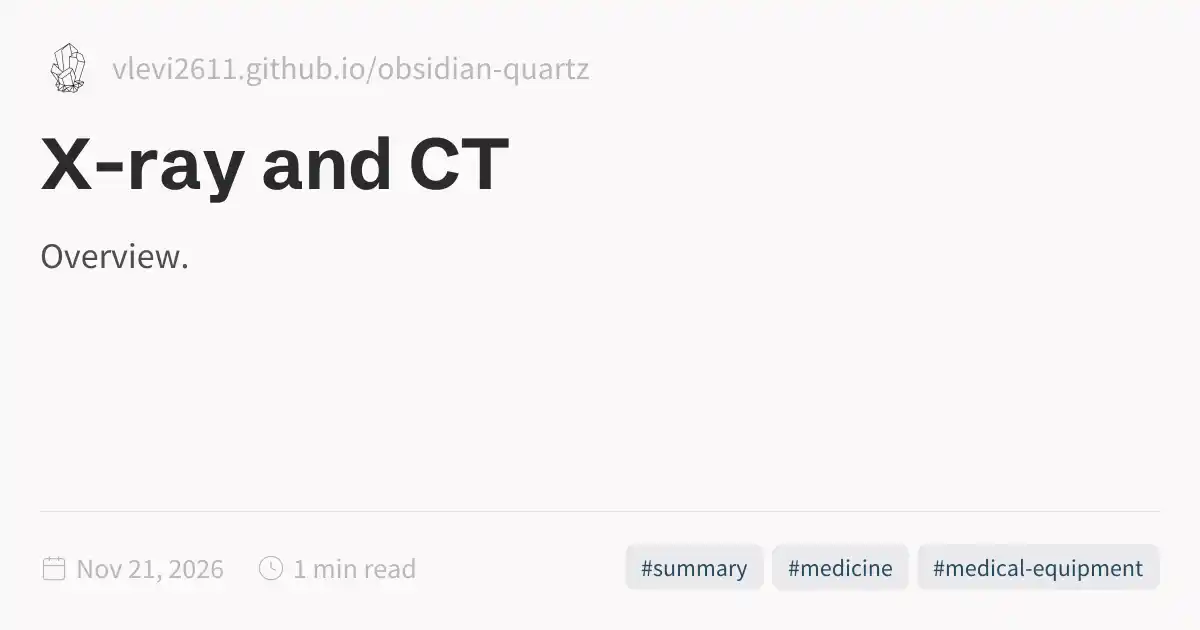 vlevi2611.github.io/obsidian-quartz
X-ray and CT
Overview.
Nov 21, 2026 1 min read #summary #medicine #medical-equipment